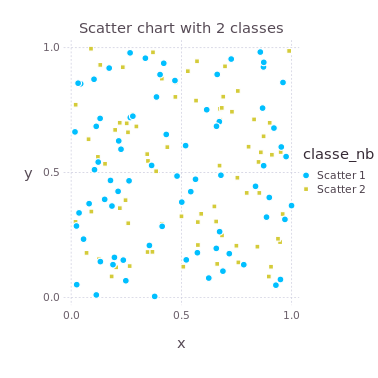 Scatter chart with 2 classes
1.0
0.5
0.0
y
0.0 0.5 1.0
x
classe_nb
Scatter 1
Scatter 2